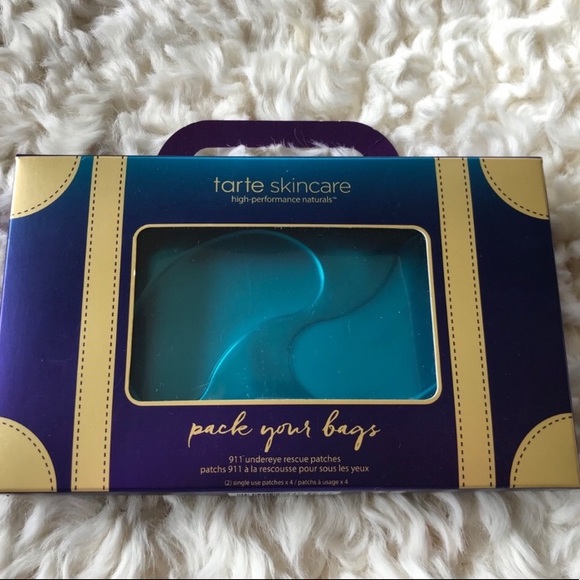 tarte skincare
high-performance naturals™
pack your bags
911 undereye rescue patches
patchs 911 à la rescousse pour sous les yeux
(2) single use patches x 4 / patchs à usage x 4